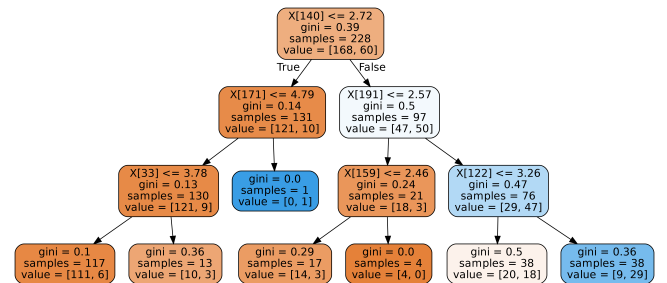 X[140] <= 2.72
gini = 0.39
samples = 228
value = [168, 60]
True
False
X[171] <= 4.79
gini = 0.14
samples = 131
value = [121, 10]
X[191] <= 2.57
gini = 0.5
samples = 97
value = [47, 50]
X[33] <= 3.78
gini = 0.13
samples = 130
value = [121, 9]
gini = 0.0
samples = 1
value = [0, 1]
X[159] <= 2.46
gini = 0.24
samples = 21
value = [18, 3]
X[122] <= 3.26
gini = 0.47
samples = 76
value = [29, 47]
gini = 0.1
samples = 117
value = [111, 6]
gini = 0.36
samples = 13
value = [10, 3]
gini = 0.29
samples = 17
value = [14, 3]
gini = 0.0
samples = 4
value = [4, 0]
gini = 0.5
samples = 38
value = [20, 18]
gini = 0.36
samples = 38
value = [9, 29]